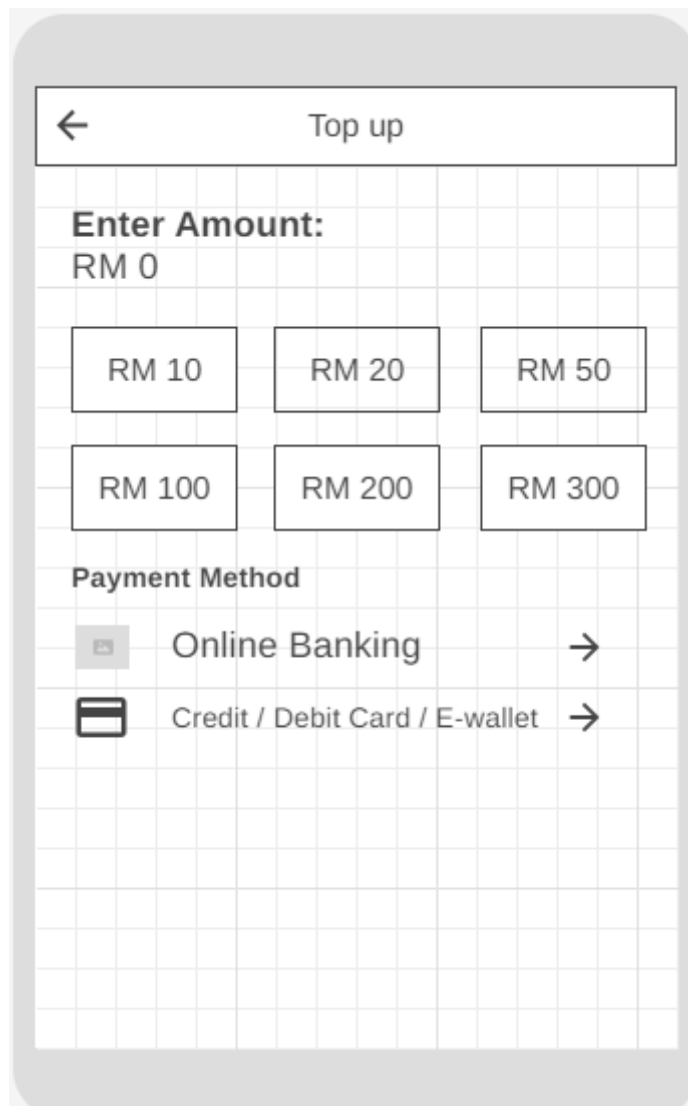 Top up
Enter Amount:
RM 0
RM 10 RM 20 RM 50
RM 100 RM 200 RM 300
Payment Method
Online Banking
Credit / Debit Card / E-wallet